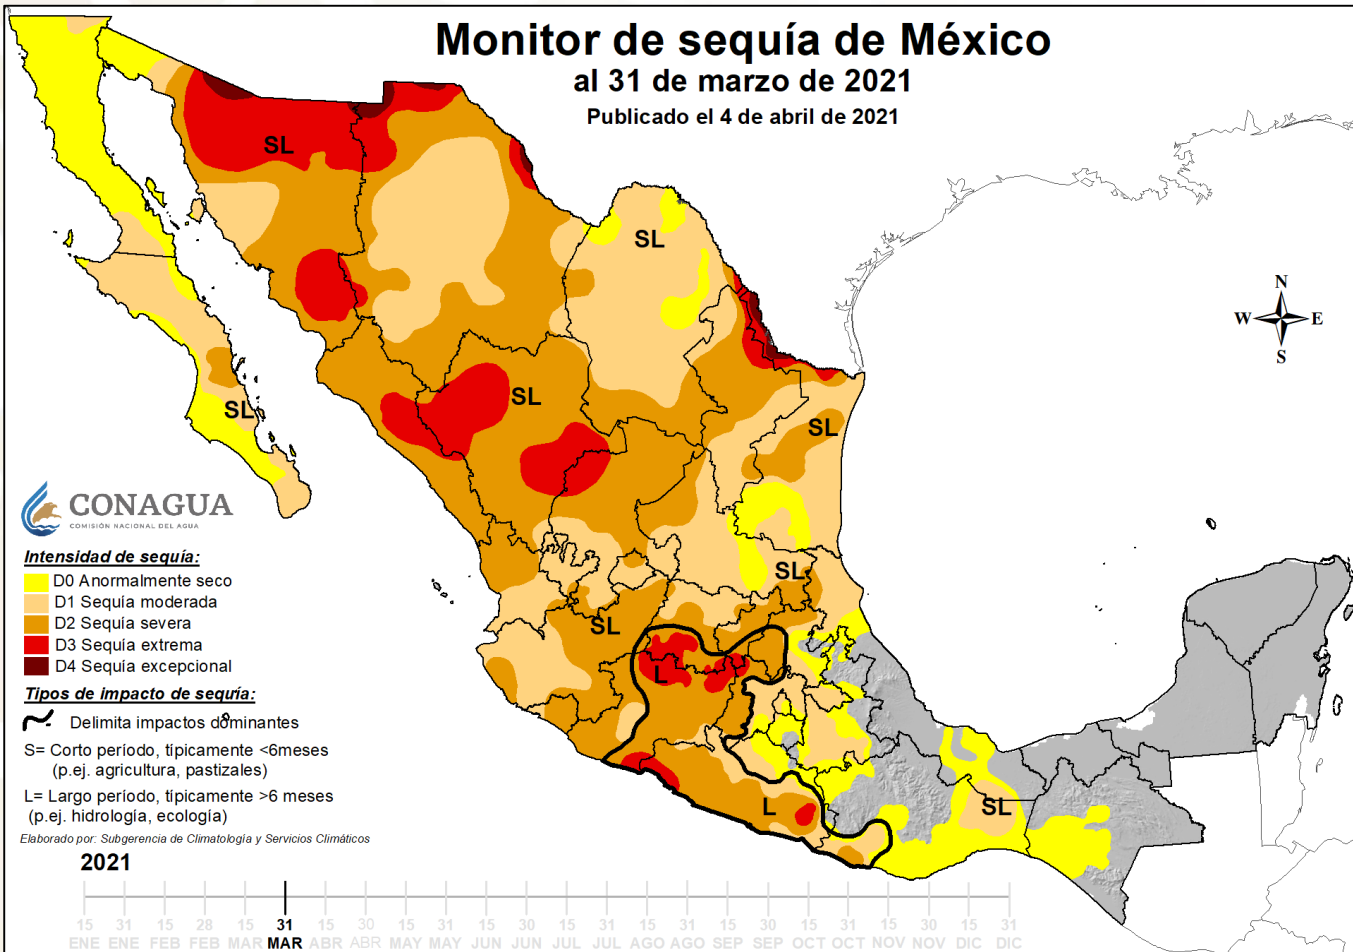 Monitor de sequía de México
al 31 de marzo de 2021
Publicado el 4 de abril de 2021
SL
SL
SL
SL
SL
SL
SL
SL
L
L
SL
N
W E
S
CONAGUA
COMISIÓN NACIONAL DEL AGUA
Intensidad de sequía:
D0 Anormalmente seco
D1 Sequía moderada
D2 Sequía severa
D3 Sequía extrema
D4 Sequía excepcional
Tipos de impacto de sequía:
Delimita impactos dominantes
S= Corto período, típicamente <6meses
(p.ej. agricultura, pastizales)
L= Largo período, típicamente >6 meses
(p.ej. hidrología, ecología)
Elaborado por: Subgerencia de Climatología y Servicios Climáticos
2021
15 31 15 28 15 31 15 30 15 31 15 30 15 31 15 31 15 30 15 31 15 30 15 31
ENE ENE FEB FEB MAR MAR ABR ABR MAY MAY JUN JUN JUL JUL AGO AGO SEP SEP OCT OCT NOV NOV DIC DIC